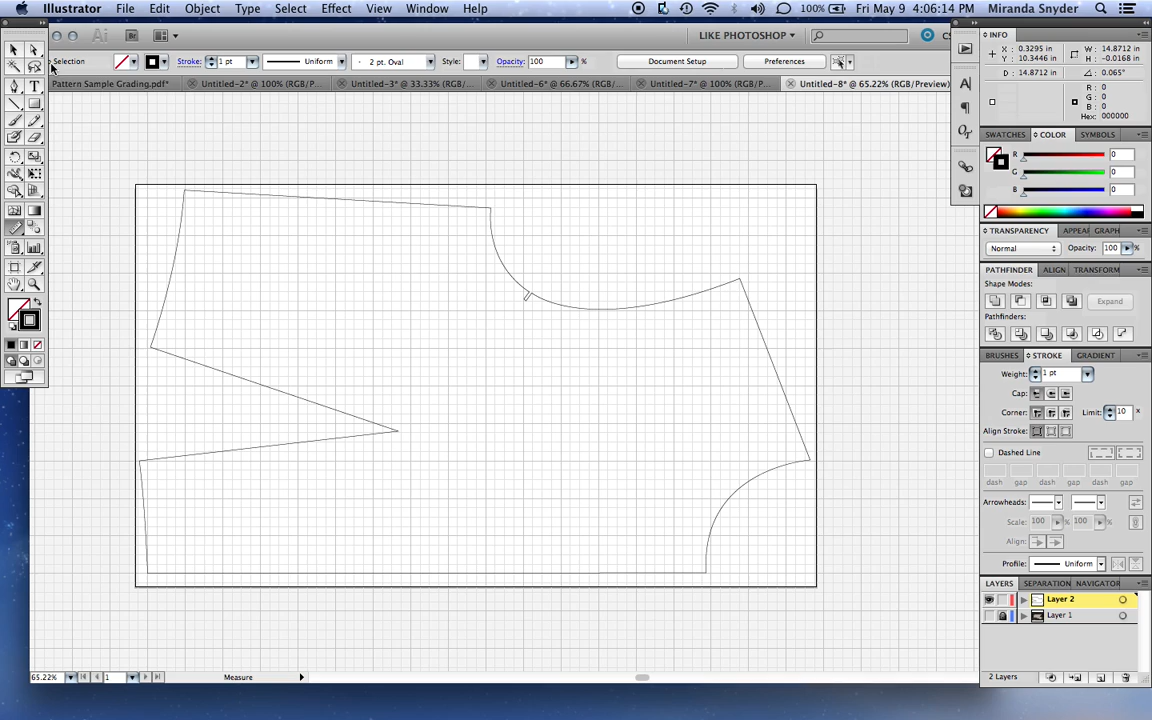 Illustrator File Edit Object Type Select Effect View Window Help 100% Fri May 9 4:06:14 PM Miranda Snyder
Ai LIKE PHOTOSHOP CS
Selection Stroke: 1 pt Uniform 2 pt. Oval Style: Opacity: 100 % Document Setup Preferences
Pattern Sample Grading.pdf* Untitled-2* @ 100% (RGB/P... Untitled-3* @ 33.33% (RGB/P... Untitled-6* @ 66.67% (RGB/P... Untitled-7* @ 100% (RGB/P... Untitled-8* @ 65.22% (RGB/Preview)
INFO
X: 0.3295 in
Y: 10.3446 in
W: 14.8712 in
H: -0.0168 in
D: 14.8712 in
0.065°
R: 0
G: 0
B: 0
Hex: 000000
SWATCHES COLOR SYMBOLS
R 0
G 0
B 0
TRANSPARENCY APPEA GRAPH
Normal Opacity: 100 %
PATHFINDER ALIGN TRANSFORM
Shape Modes:
Expand
Pathfinders:
BRUSHES STROKE GRADIENT
Weight: 1 pt
Cap:
Corner: Limit: 10 x
Align Stroke:
Dashed Line
dash gap dash gap dash gap
Arrowheads:
Scale: 100 % 100 %
Align:
Profile: Uniform
LAYERS SEPARATION NAVIGATOR
Layer 2
Layer 1
2 Layers
65.22% 1 Measure